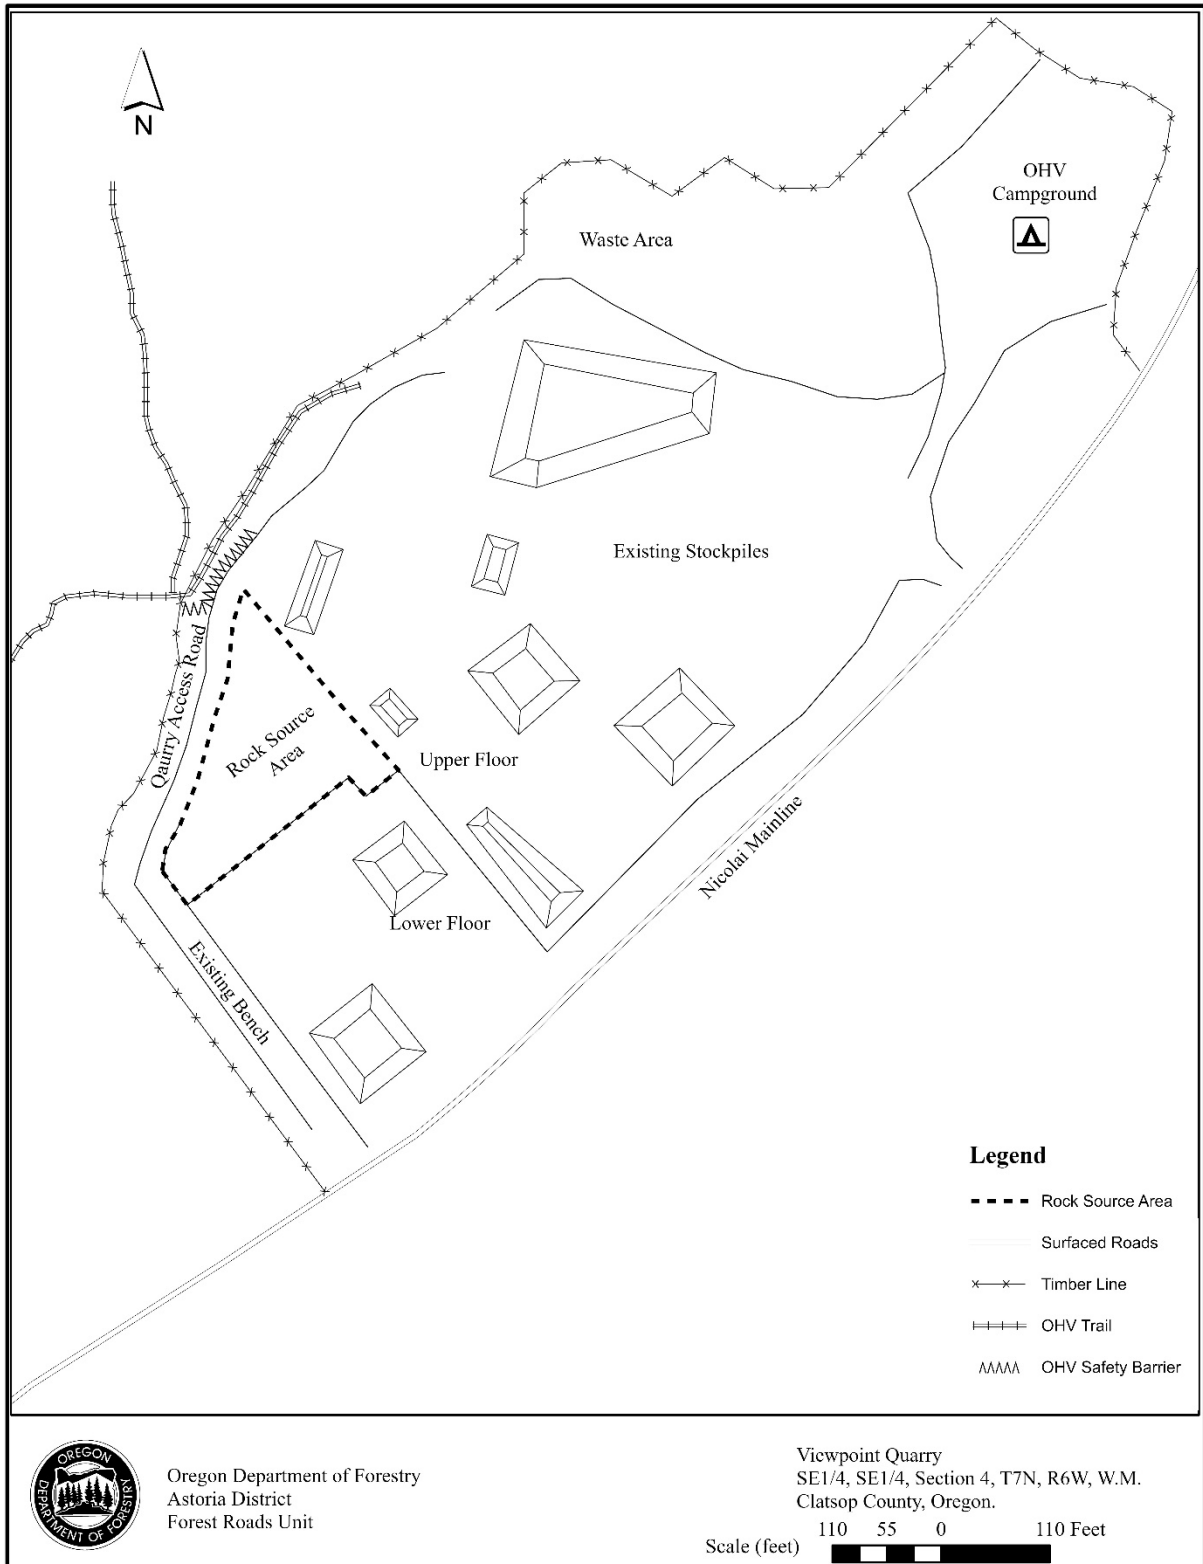 N
OHV
Campground
Waste Area
Existing Stockpiles
Qaurry Access Road
Rock Source
Area
Upper Floor
Nicolai Mainline
Lower Floor
Existing Bench
Legend
Rock Source Area
Surfaced Roads
Timber Line
OHV Trail
OHV Safety Barrier
OREGON
DEPARTMENT OF FORESTRY
Oregon Department of Forestry
Astoria District
Forest Roads Unit
Viewpoint Quarry
SE1/4, SE1/4, Section 4, T7N, R6W, W.M.
Clatsop County, Oregon.
110 55 0 110 Feet
Scale (feet)